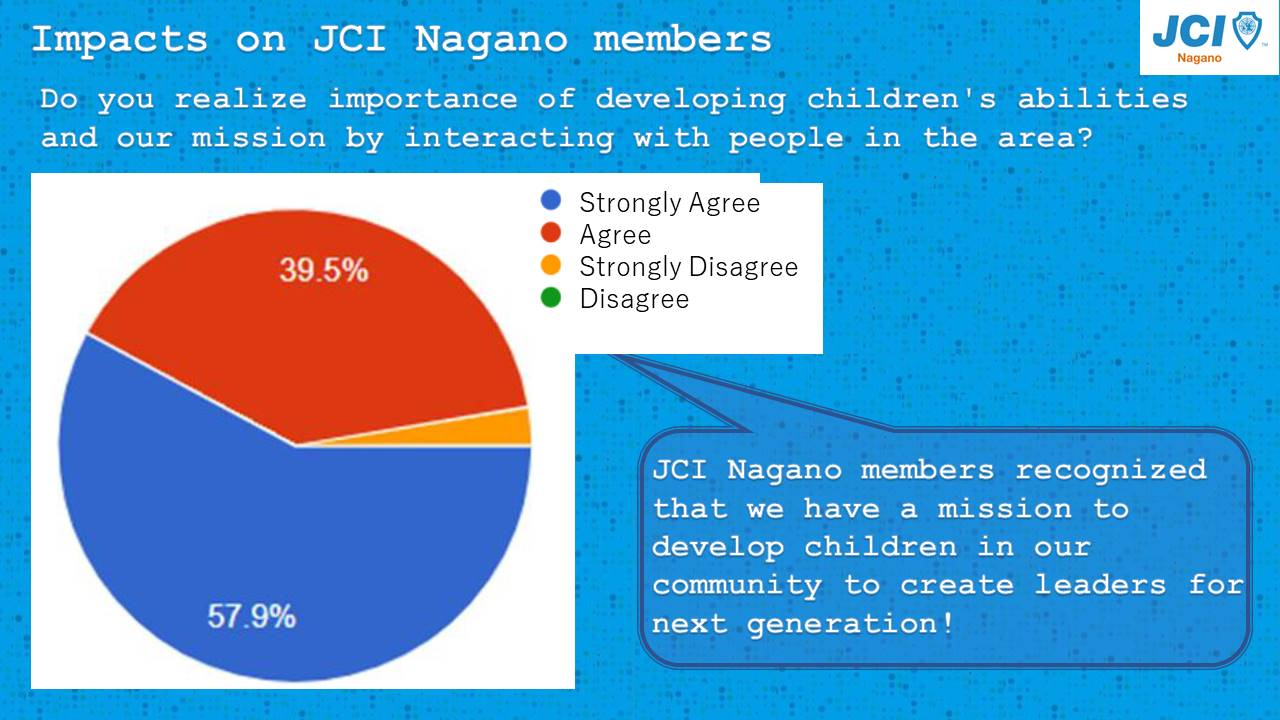 Impacts on JCI Nagano members
JCI
TM
Nagano
Do you realize importance of developing children's abilities
and our mission by interacting with people in the area?
Strongly Agree
Agree
Strongly Disagree
Disagree
39.5%
57.9%
JCI Nagano members recognized
that we have a mission to
develop children in our
community to create leaders for
next generation!